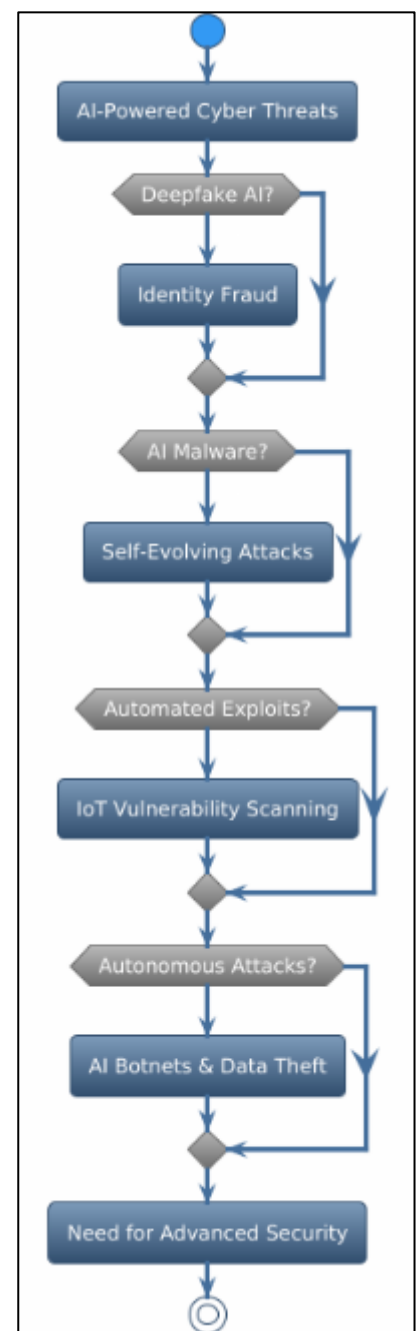 AI-Powered Cyber Threats
Deepfake AI?
Identity Fraud
AI Malware?
Self-Evolving Attacks
Automated Exploits?
IoT Vulnerability Scanning
Autonomous Attacks?
AI Botnets & Data Theft
Need for Advanced Security